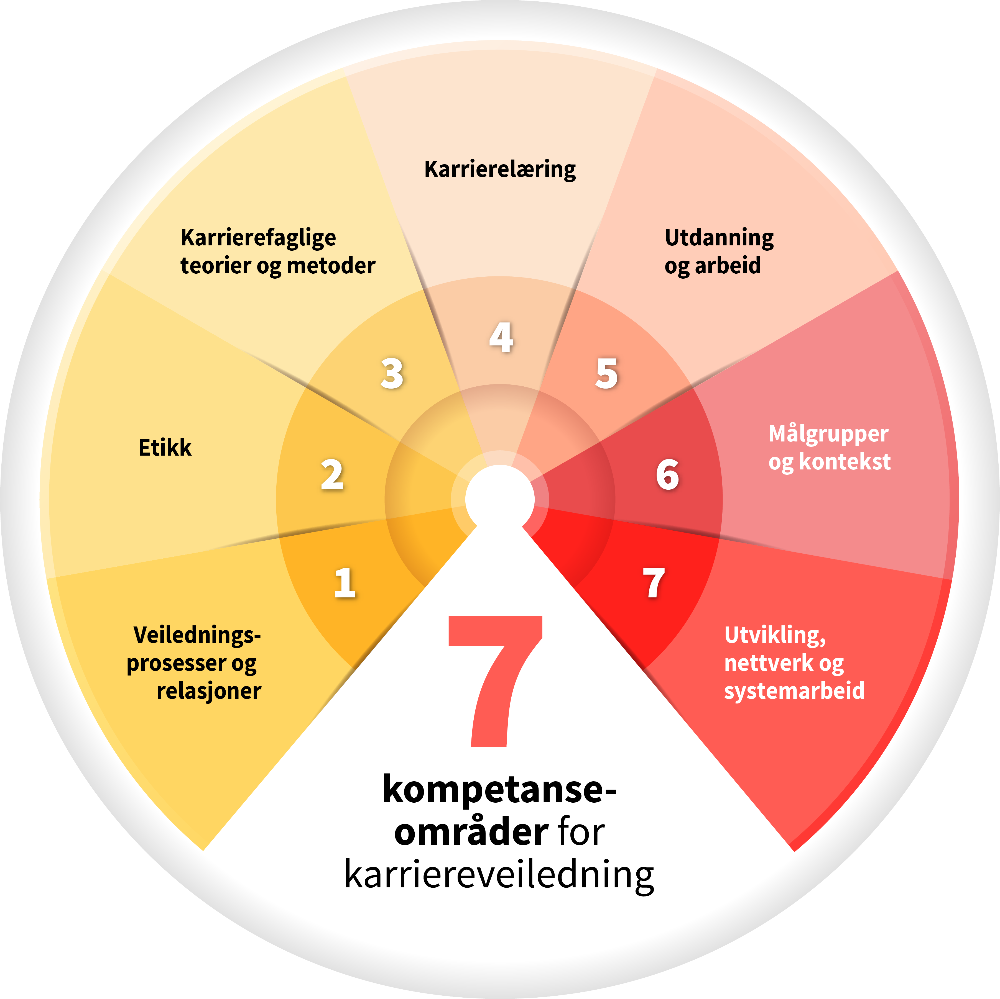 1
Veilednings-
prosesser og
relasjoner
2
Etikk
3
Karrierefaglige
teorier og metoder
4
Karrierelæring
5
Utdanning
og arbeid
6
Målgrupper
og kontekst
7
Utvikling,
nettverk og
systemarbeid
7
kompetanse-
områder for
karriereveiledning